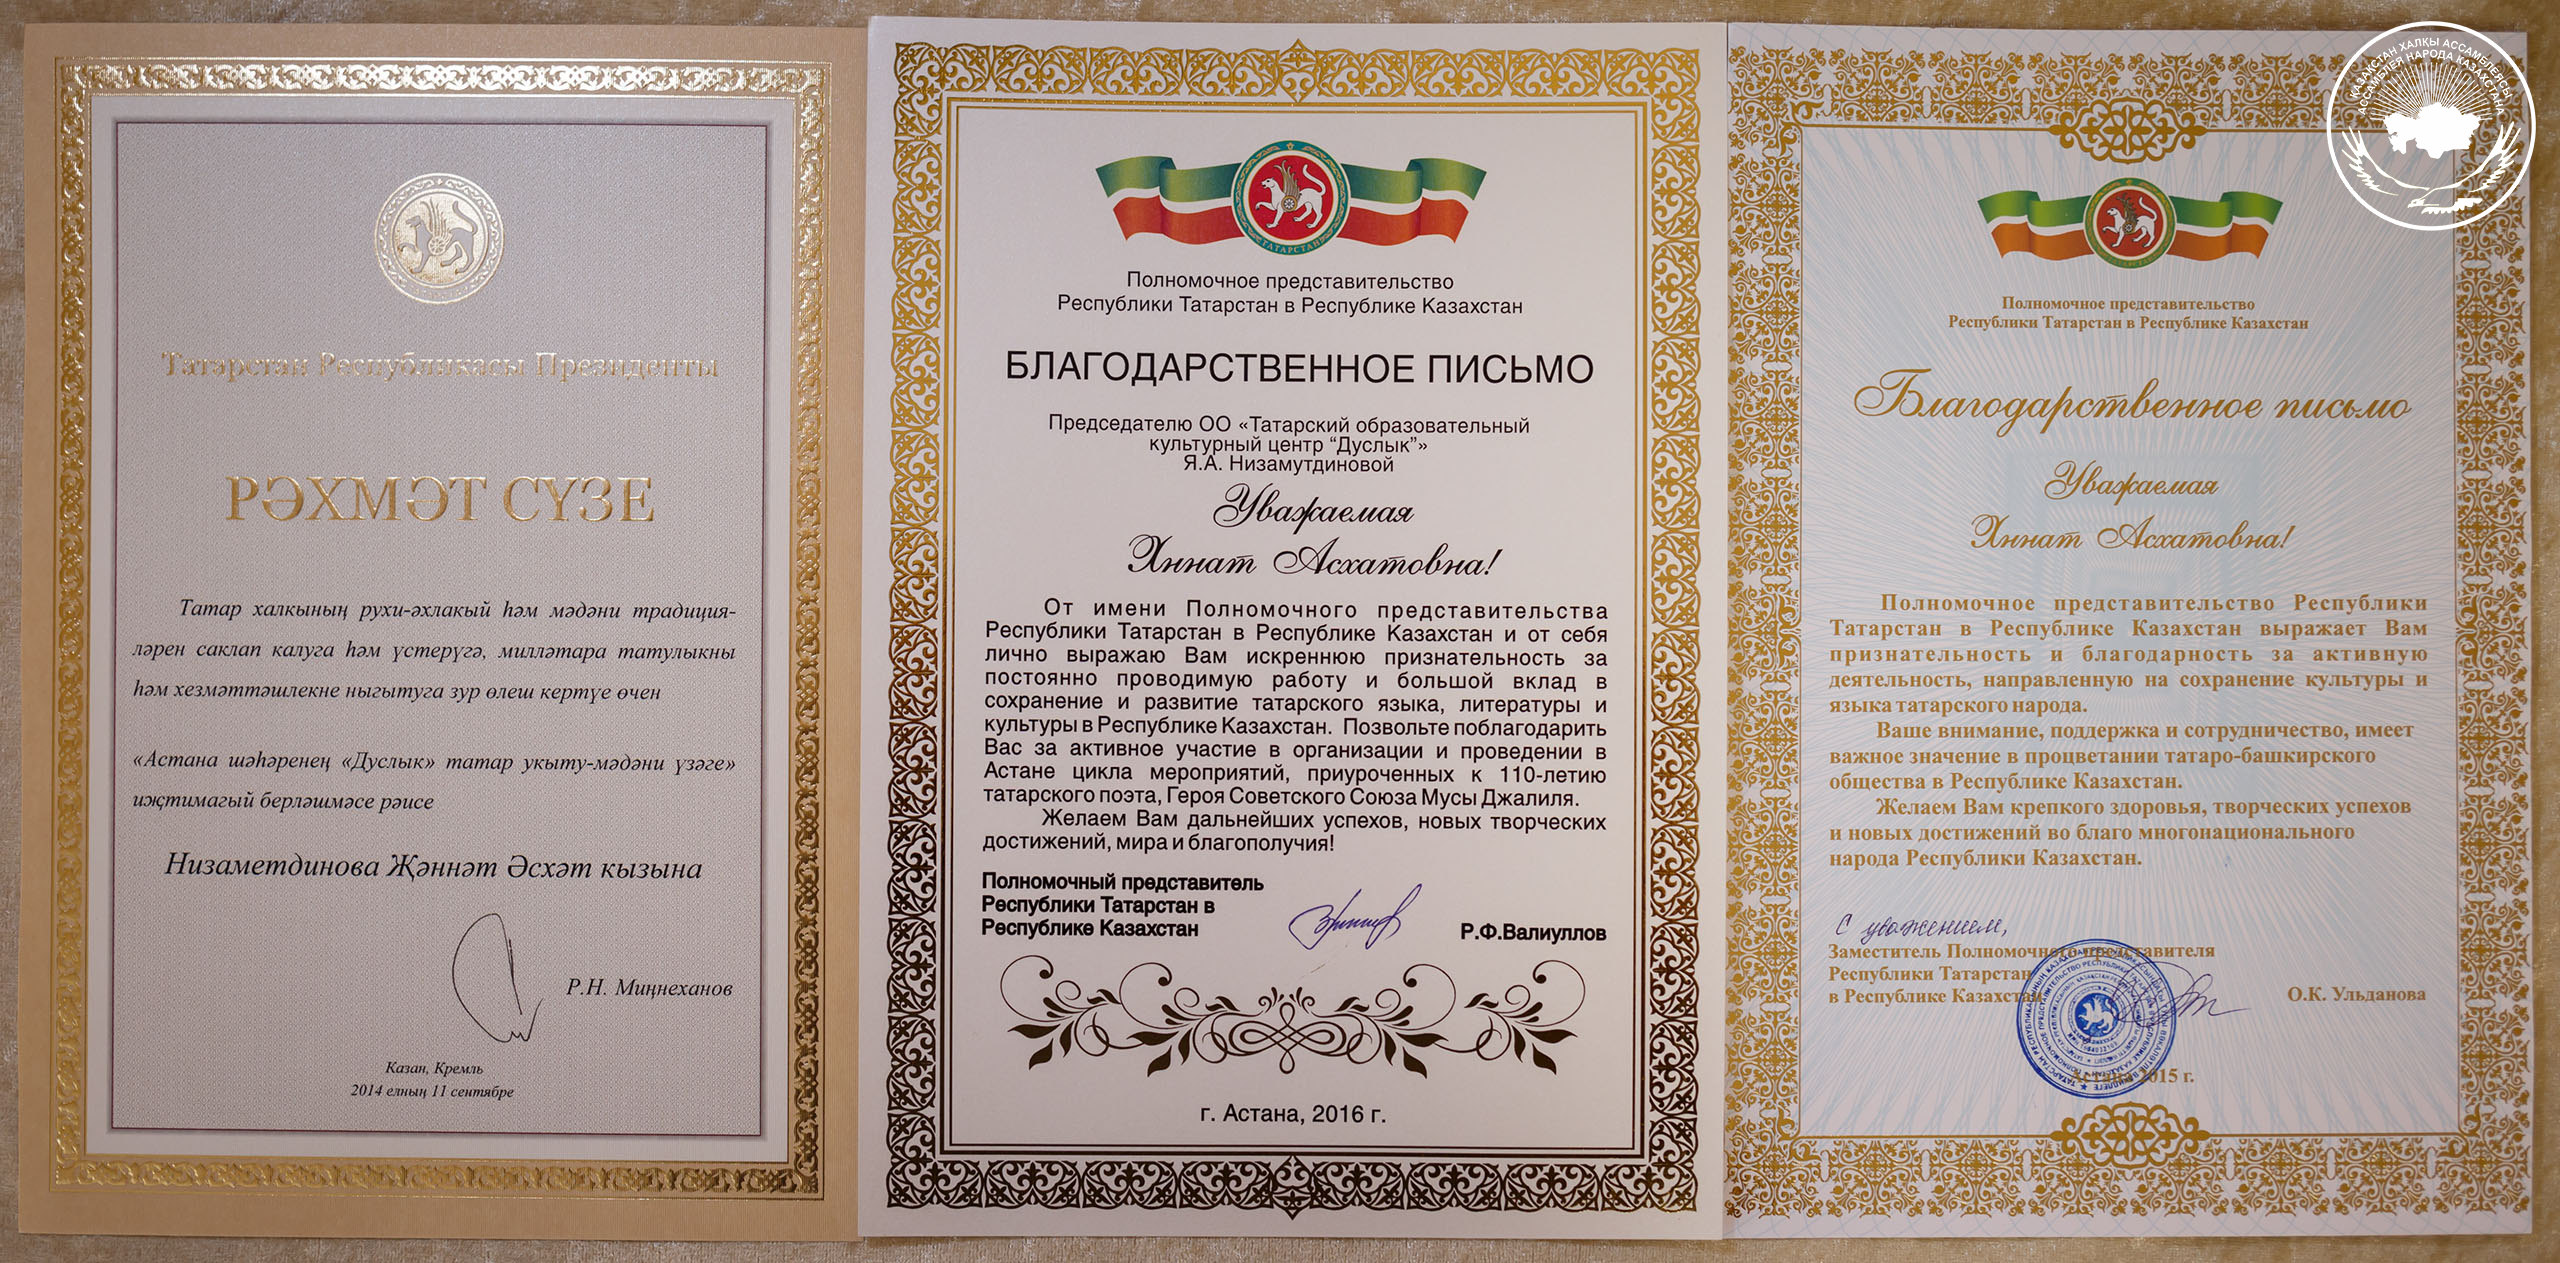 Татарстан Республикасы Президенты
РӘХМӘТ СҮЗЕ
Татар халкының рухи-әхлакый һәм мәдәни традиция-
ләрен саклап калуга һәм үстерүгә, милләтара татулыкны
һәм хезмәттәшлекне ныгытуга зур өлеш кертүе өчен
«Астана шәһәренең «Дуслык» татар укыту-мәдәни үзәге»
иҗтимагый берләшмәсе рәисе
Низаметдинова Җәннәт Әсхәт кызына
Р.Н. Миңнеханов
Казан, Кремль
2014 елның 11 сентябре
ТАТАРСТАН
Полномочное представительство
Республики Татарстан в Республике Казахстан
БЛАГОДАРСТВЕННОЕ ПИСЬМО
Председателю ОО «Татарский образовательный
культурный центр “Дуслык”»
Я.А. Низамутдиновой
Уважаемая
Яннат Асхатовна!
От имени Полномочного представительства
Республики Татарстан в Республике Казахстан и от себя
лично выражаю Вам искреннюю признательность за
постоянно проводимую работу и большой вклад в
сохранение и развитие татарского языка, литературы и
культуры в Республике Казахстан. Позвольте поблагодарить
Вас за активное участие в организации и проведении в
Астане цикла мероприятий, приуроченных к 110-летию
татарского поэта, Героя Советского Союза Мусы Джалиля.
Желаем Вам дальнейших успехов, новых творческих
достижений, мира и благополучия!
Полномочный представитель
Республики Татарстан в
Республике Казахстан
Р.Ф.Валиуллов
г. Астана, 2016 г.
ҚАЗАҚСТАН ХАЛҚЫ АССАМБЛЕЯСЫ
АССАМБЛЕЯ НАРОДА КАЗАХСТАНА
Полномочное представительство
Республики Татарстан в Республике Казахстан
Благодарственное письмо
Уважаемая
Яннат Асхатовна!
Полномочное представительство Республики
Татарстан в Республике Казахстан выражает Вам
признательность и благодарность за активную
деятельность, направленную на сохранение культуры и
языка татарского народа.
Ваше внимание, поддержка и сотрудничество, имеет
важное значение в процветании татаро-башкирского
общества в Республике Казахстан.
Желаем Вам крепкого здоровья, творческих успехов
и новых достижений во благо многонационального
народа Республики Казахстан.
С уважением,
Заместитель Полномочного представителя
Республики Татарстан
в Республике Казахстан
О.К. Ульданова
Астана 2015 г.